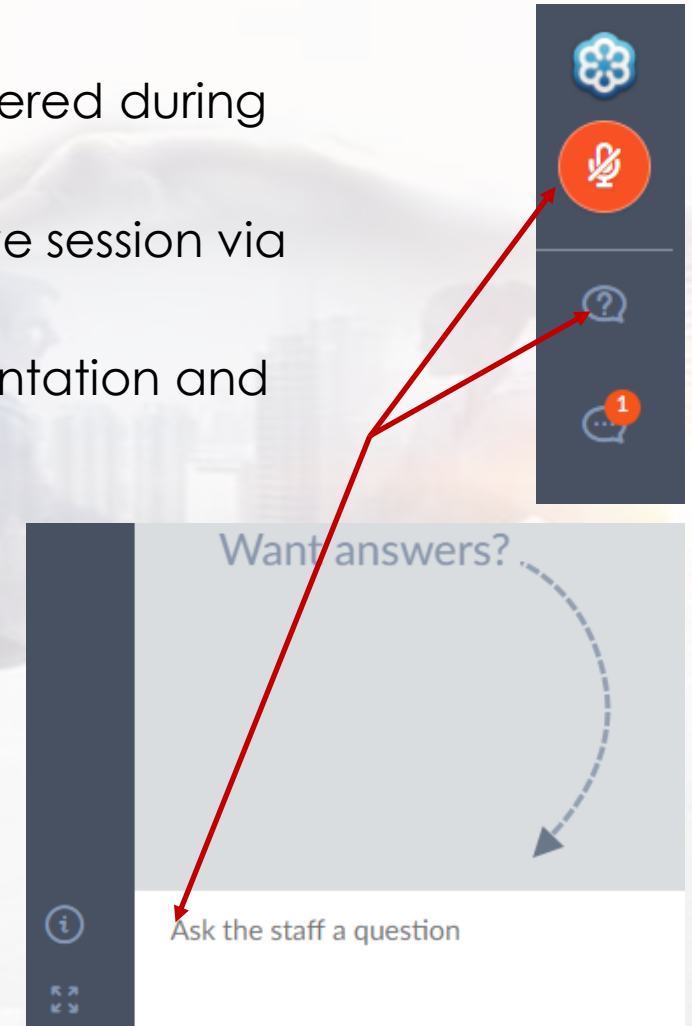 ered during
e session via
ntation and
1
Want answers?
Ask the staff a question